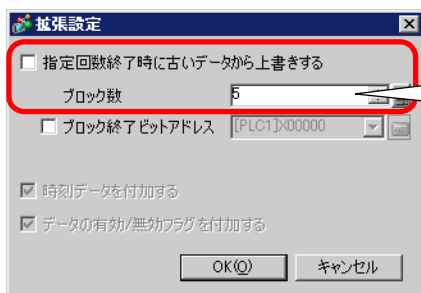 拡張設定
指定回数終了時に古いデータから上書きする
ブロック数 5
ブロック終了ビットアドレス [PLC1]X00000
時刻データを付加する
データの有効/無効フラグを付加する
OK(O) キャンセル